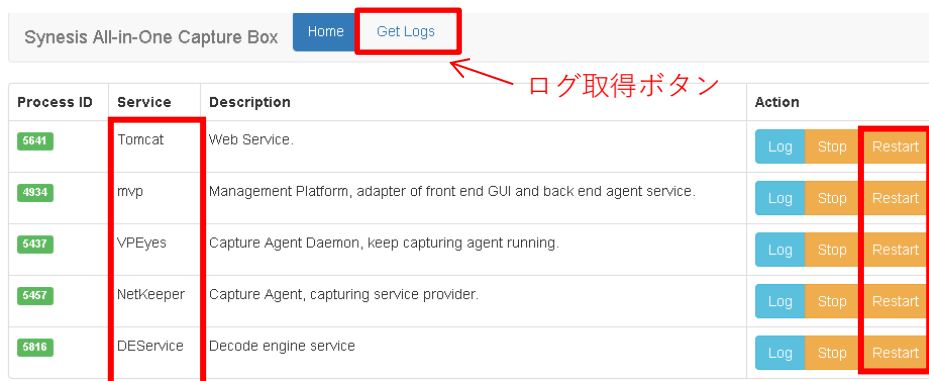 Synesis All-in-One Capture Box Home Get Logs
ログ取得ボタン
Process ID Service Description Action
5641 Tomcat Web Service. Log Stop Restart
4934 mvp Management Platform, adapter of front end GUI and back end agent service. Log Stop Restart
5437 VPEyes Capture Agent Daemon, keep capturing agent running. Log Stop Restart
5457 NetKeeper Capture Agent, capturing service provider. Log Stop Restart
5816 DEService Decode engine service Log Stop Restart